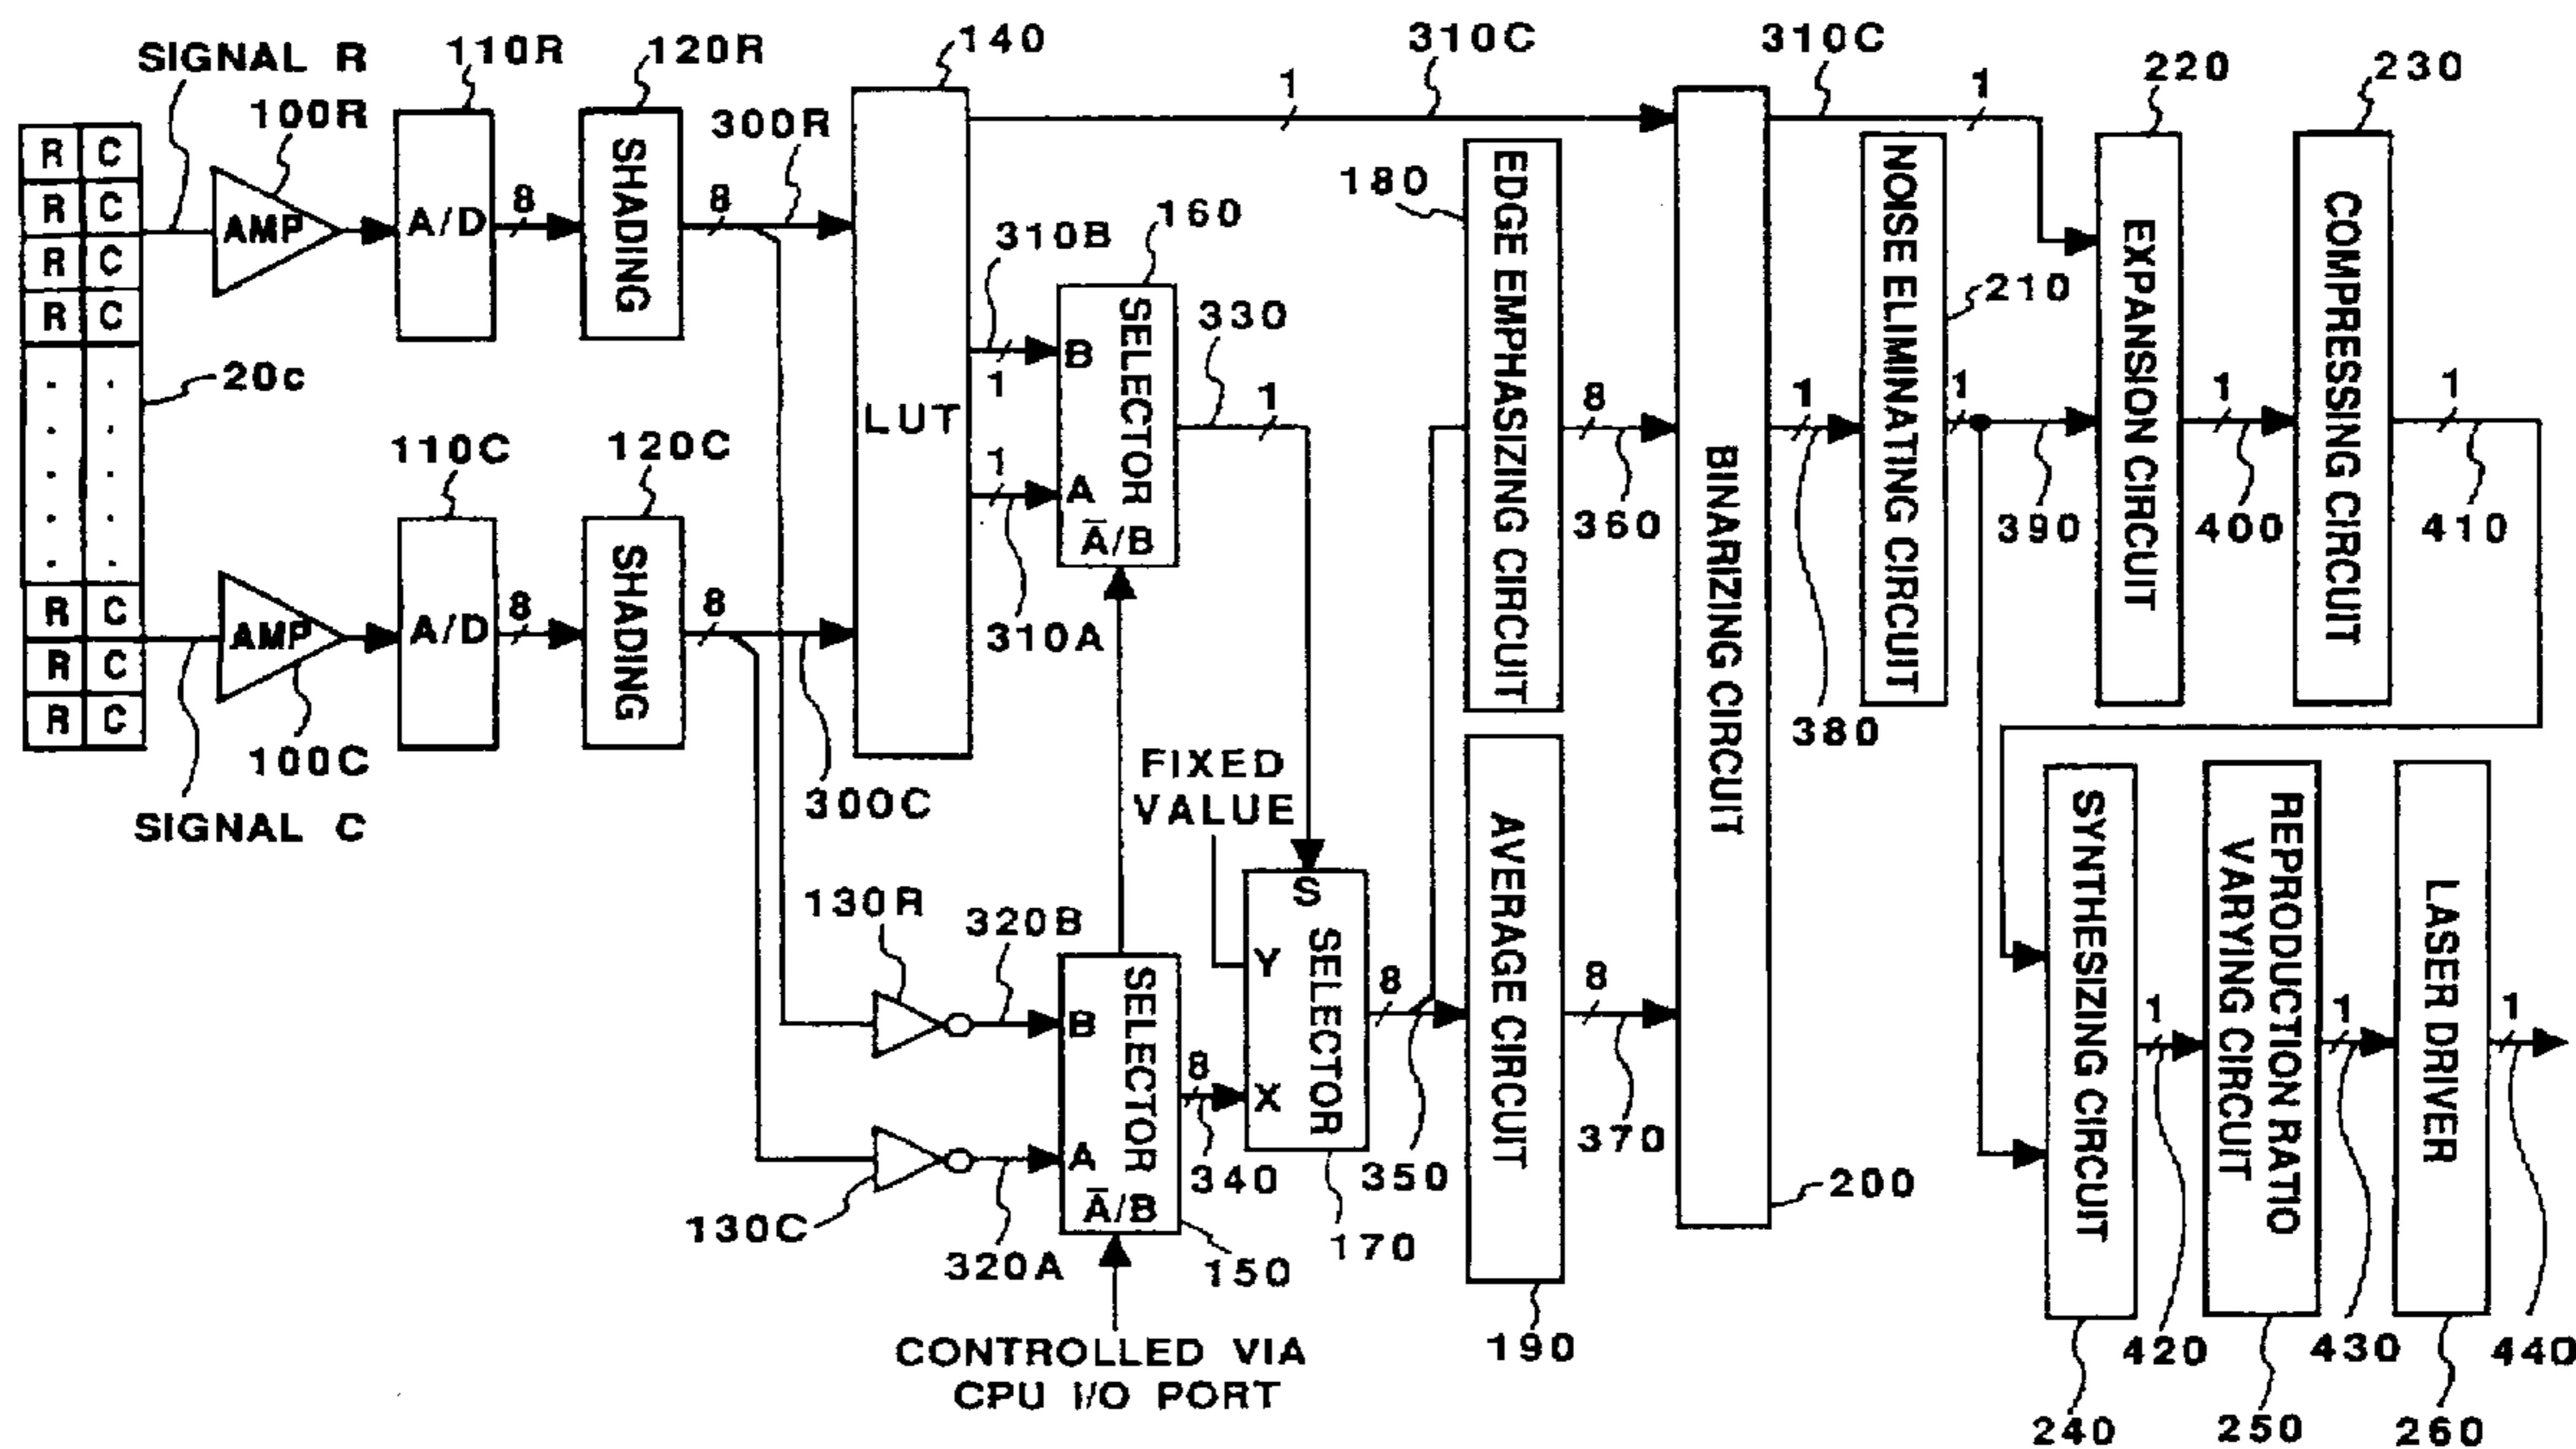 SIGNAL R
100R
110R
120R
300R
140
310C
310C
220
230
R C
R C
R C
R C
AMP
A/D
8
SHADING
8
LUT
1
1
20c
310B
1
B
SELECTOR
A
A/B
160
330
1
1
310A
180
EDGE EMPHASIZING CIRCUIT
8
360
BINARIZING CIRCUIT
1
380
NOISE ELIMINATING CIRCUIT
210
1
390
EXPANSION CIRCUIT
1
400
COMPRESSING CIRCUIT
1
410
110C
120C
R C
R C
R C
AMP
A/D
8
SHADING
8
100C
SIGNAL C
300C
FIXED
VALUE
130R
320B
B
SELECTOR
A
A̅/B
130C
320A
150
8
340
S
Y
SELECTOR
X
170
8
350
AVERAGE CIRCUIT
8
370
190
200
CONTROLLED VIA
CPU I/O PORT
SYNTHESIZING CIRCUIT
1
420
REPRODUCTION RATIO
VARYING CIRCUIT
1
430
LASER DRIVER
1
440
240
250
260